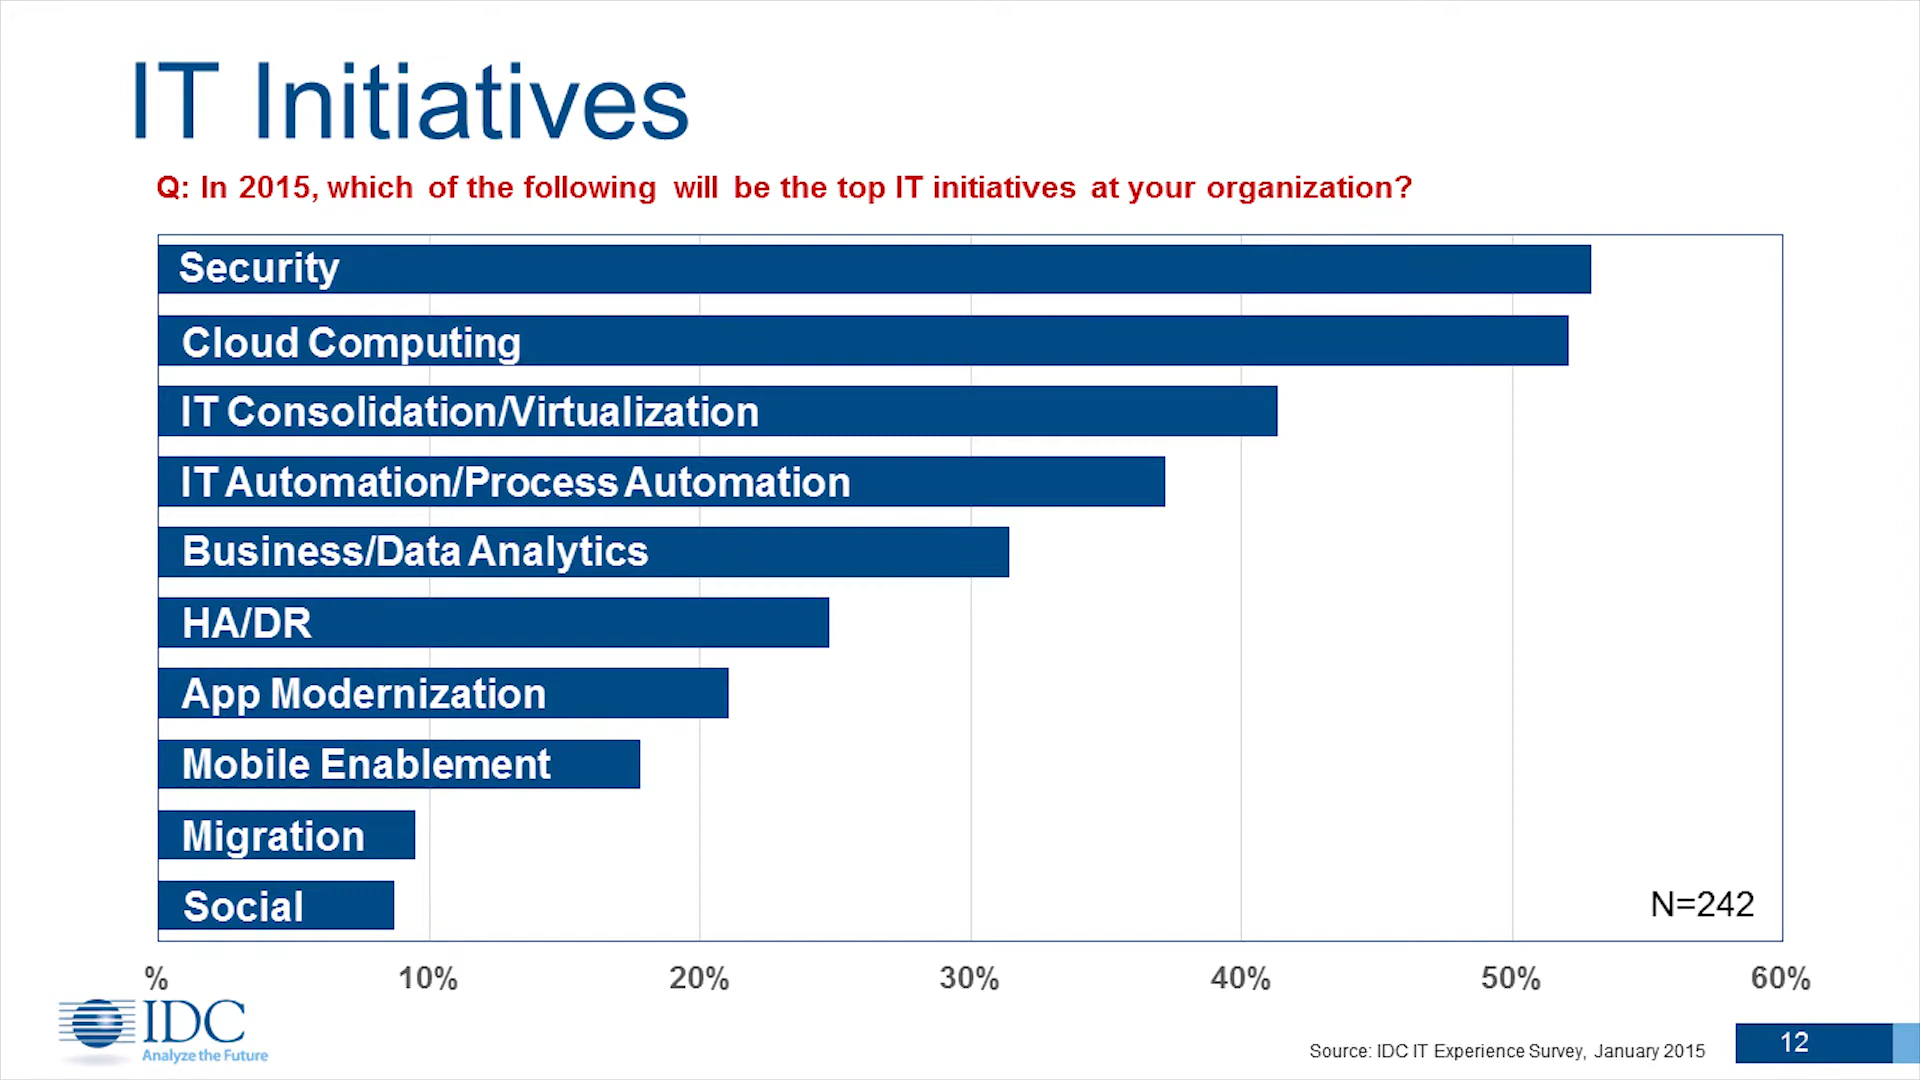 IT Initiatives
Q: In 2015, which of the following will be the top IT initiatives at your organization?
Security
Cloud Computing
IT Consolidation/Virtualization
IT Automation/Process Automation
Business/Data Analytics
HA/DR
App Modernization
Mobile Enablement
Migration
Social
N=242
% 10% 20% 30% 40% 50% 60%
IDC
Analyze the Future
Source: IDC IT Experience Survey, January 2015
12